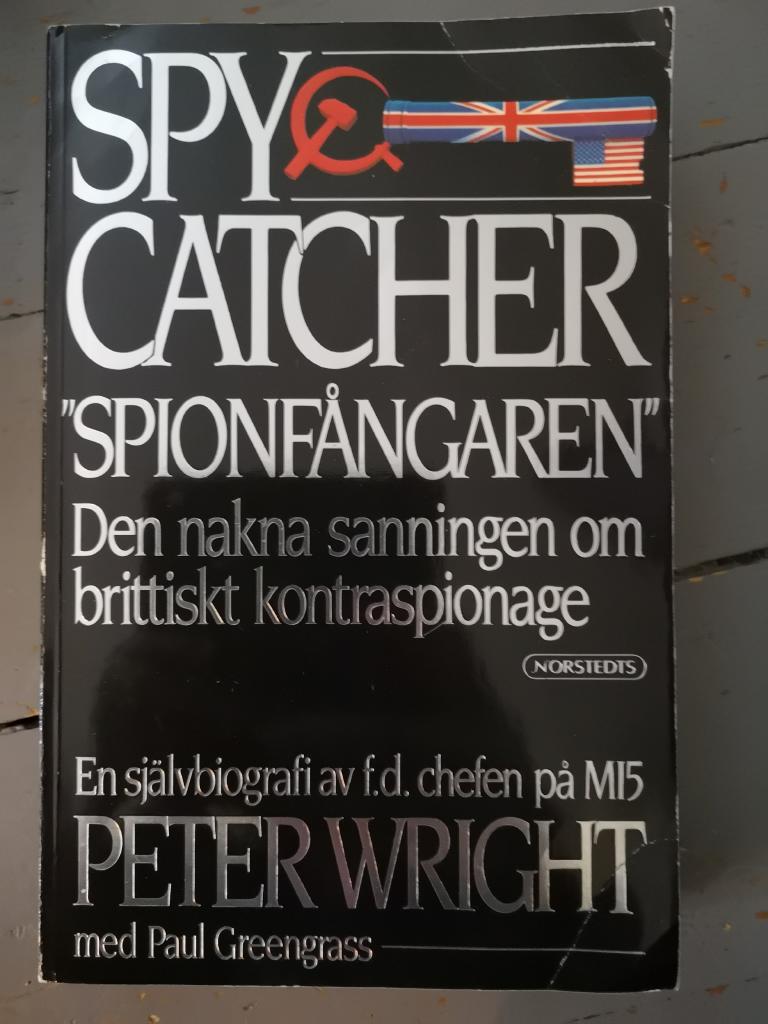 SPY
CATCHER
"SPIONFÅNGAREN"
Den nakna sanningen om
brittiskt kontraspionage
NORSTEDTS
En självbiografi av f.d. chefen på MI5
PETER WRIGHT
med Paul Greengrass